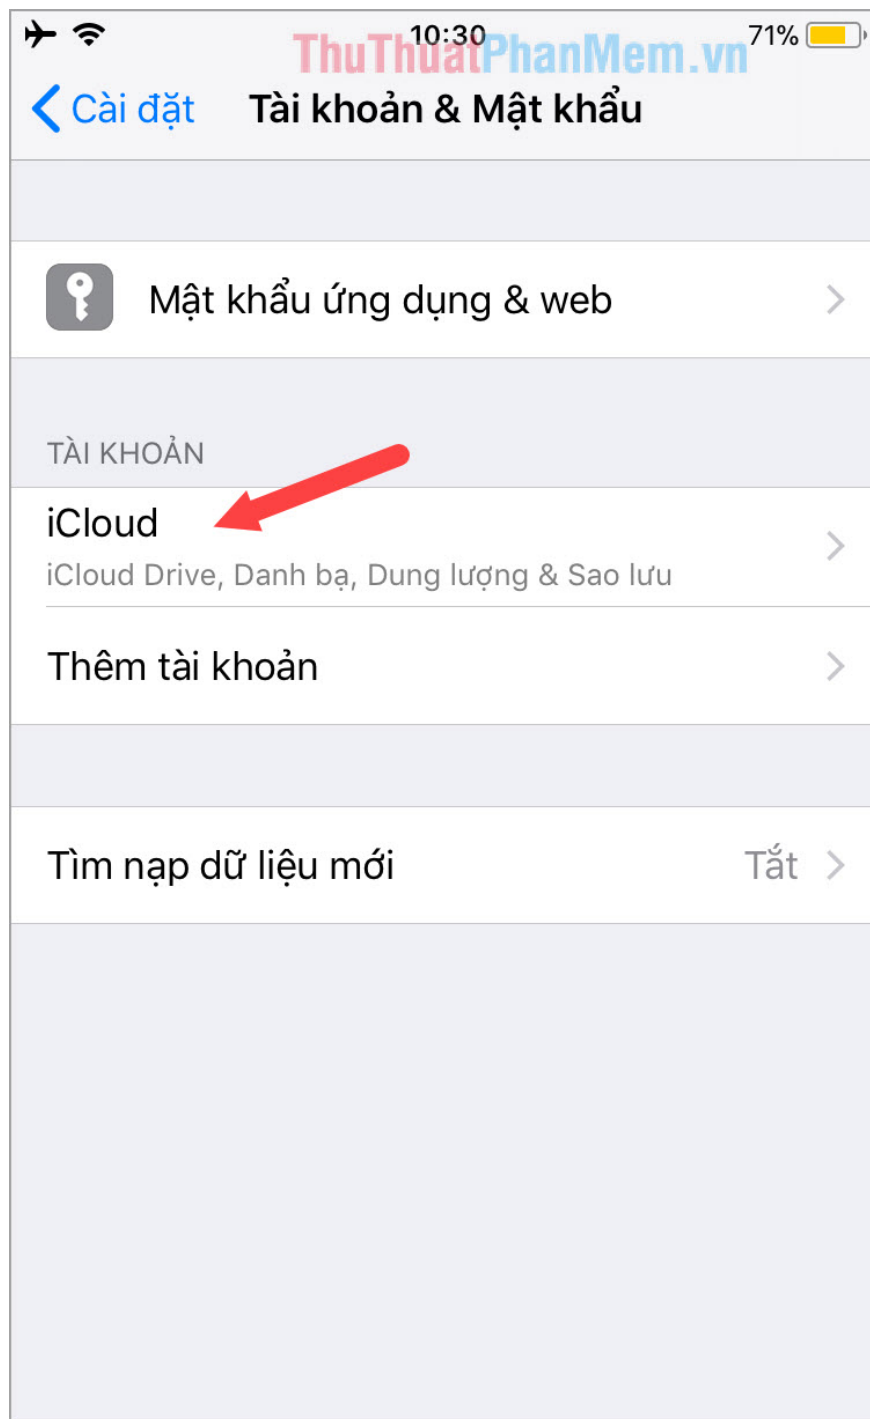 10:30
71%
ThuThuatPhanMem.vn
Cài đặt
Tài khoản & Mật khẩu
Mật khẩu ứng dụng & web
TÀI KHOẢN
iCloud
iCloud Drive, Danh bạ, Dung lượng & Sao lưu
Thêm tài khoản
Tìm nạp dữ liệu mới
Tắt